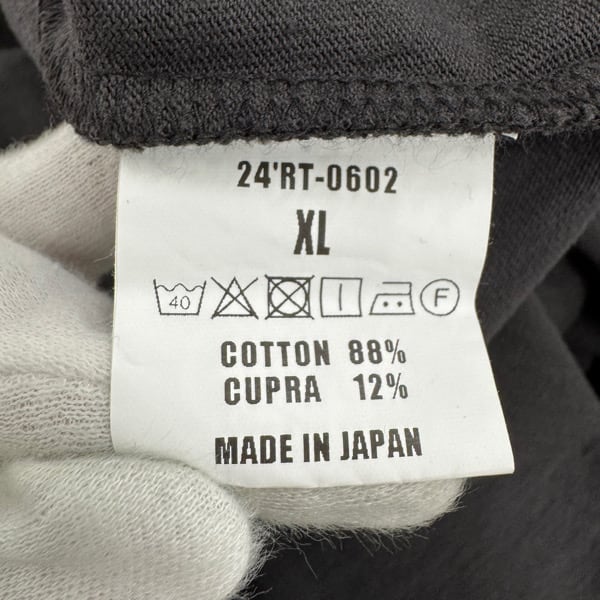 24'RT-0602
XL
40 F
COTTON 88%
CUPRA 12%
MADE IN JAPAN